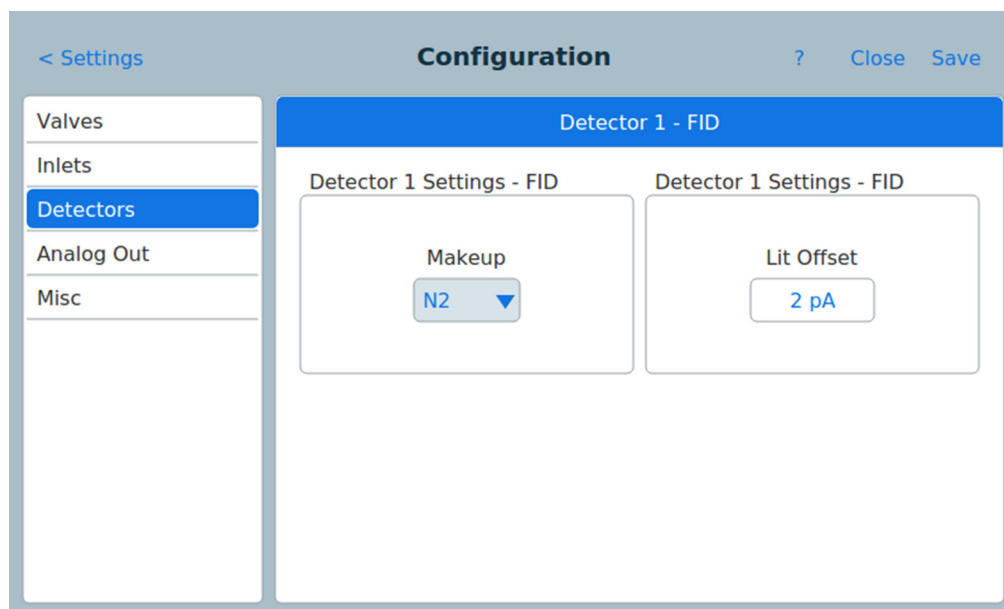 < Settings
Configuration
?
Close
Save
Valves
Inlets
Detectors
Analog Out
Misc
Detector 1 - FID
Detector 1 Settings - FID
Makeup
N2
Detector 1 Settings - FID
Lit Offset
2 pA